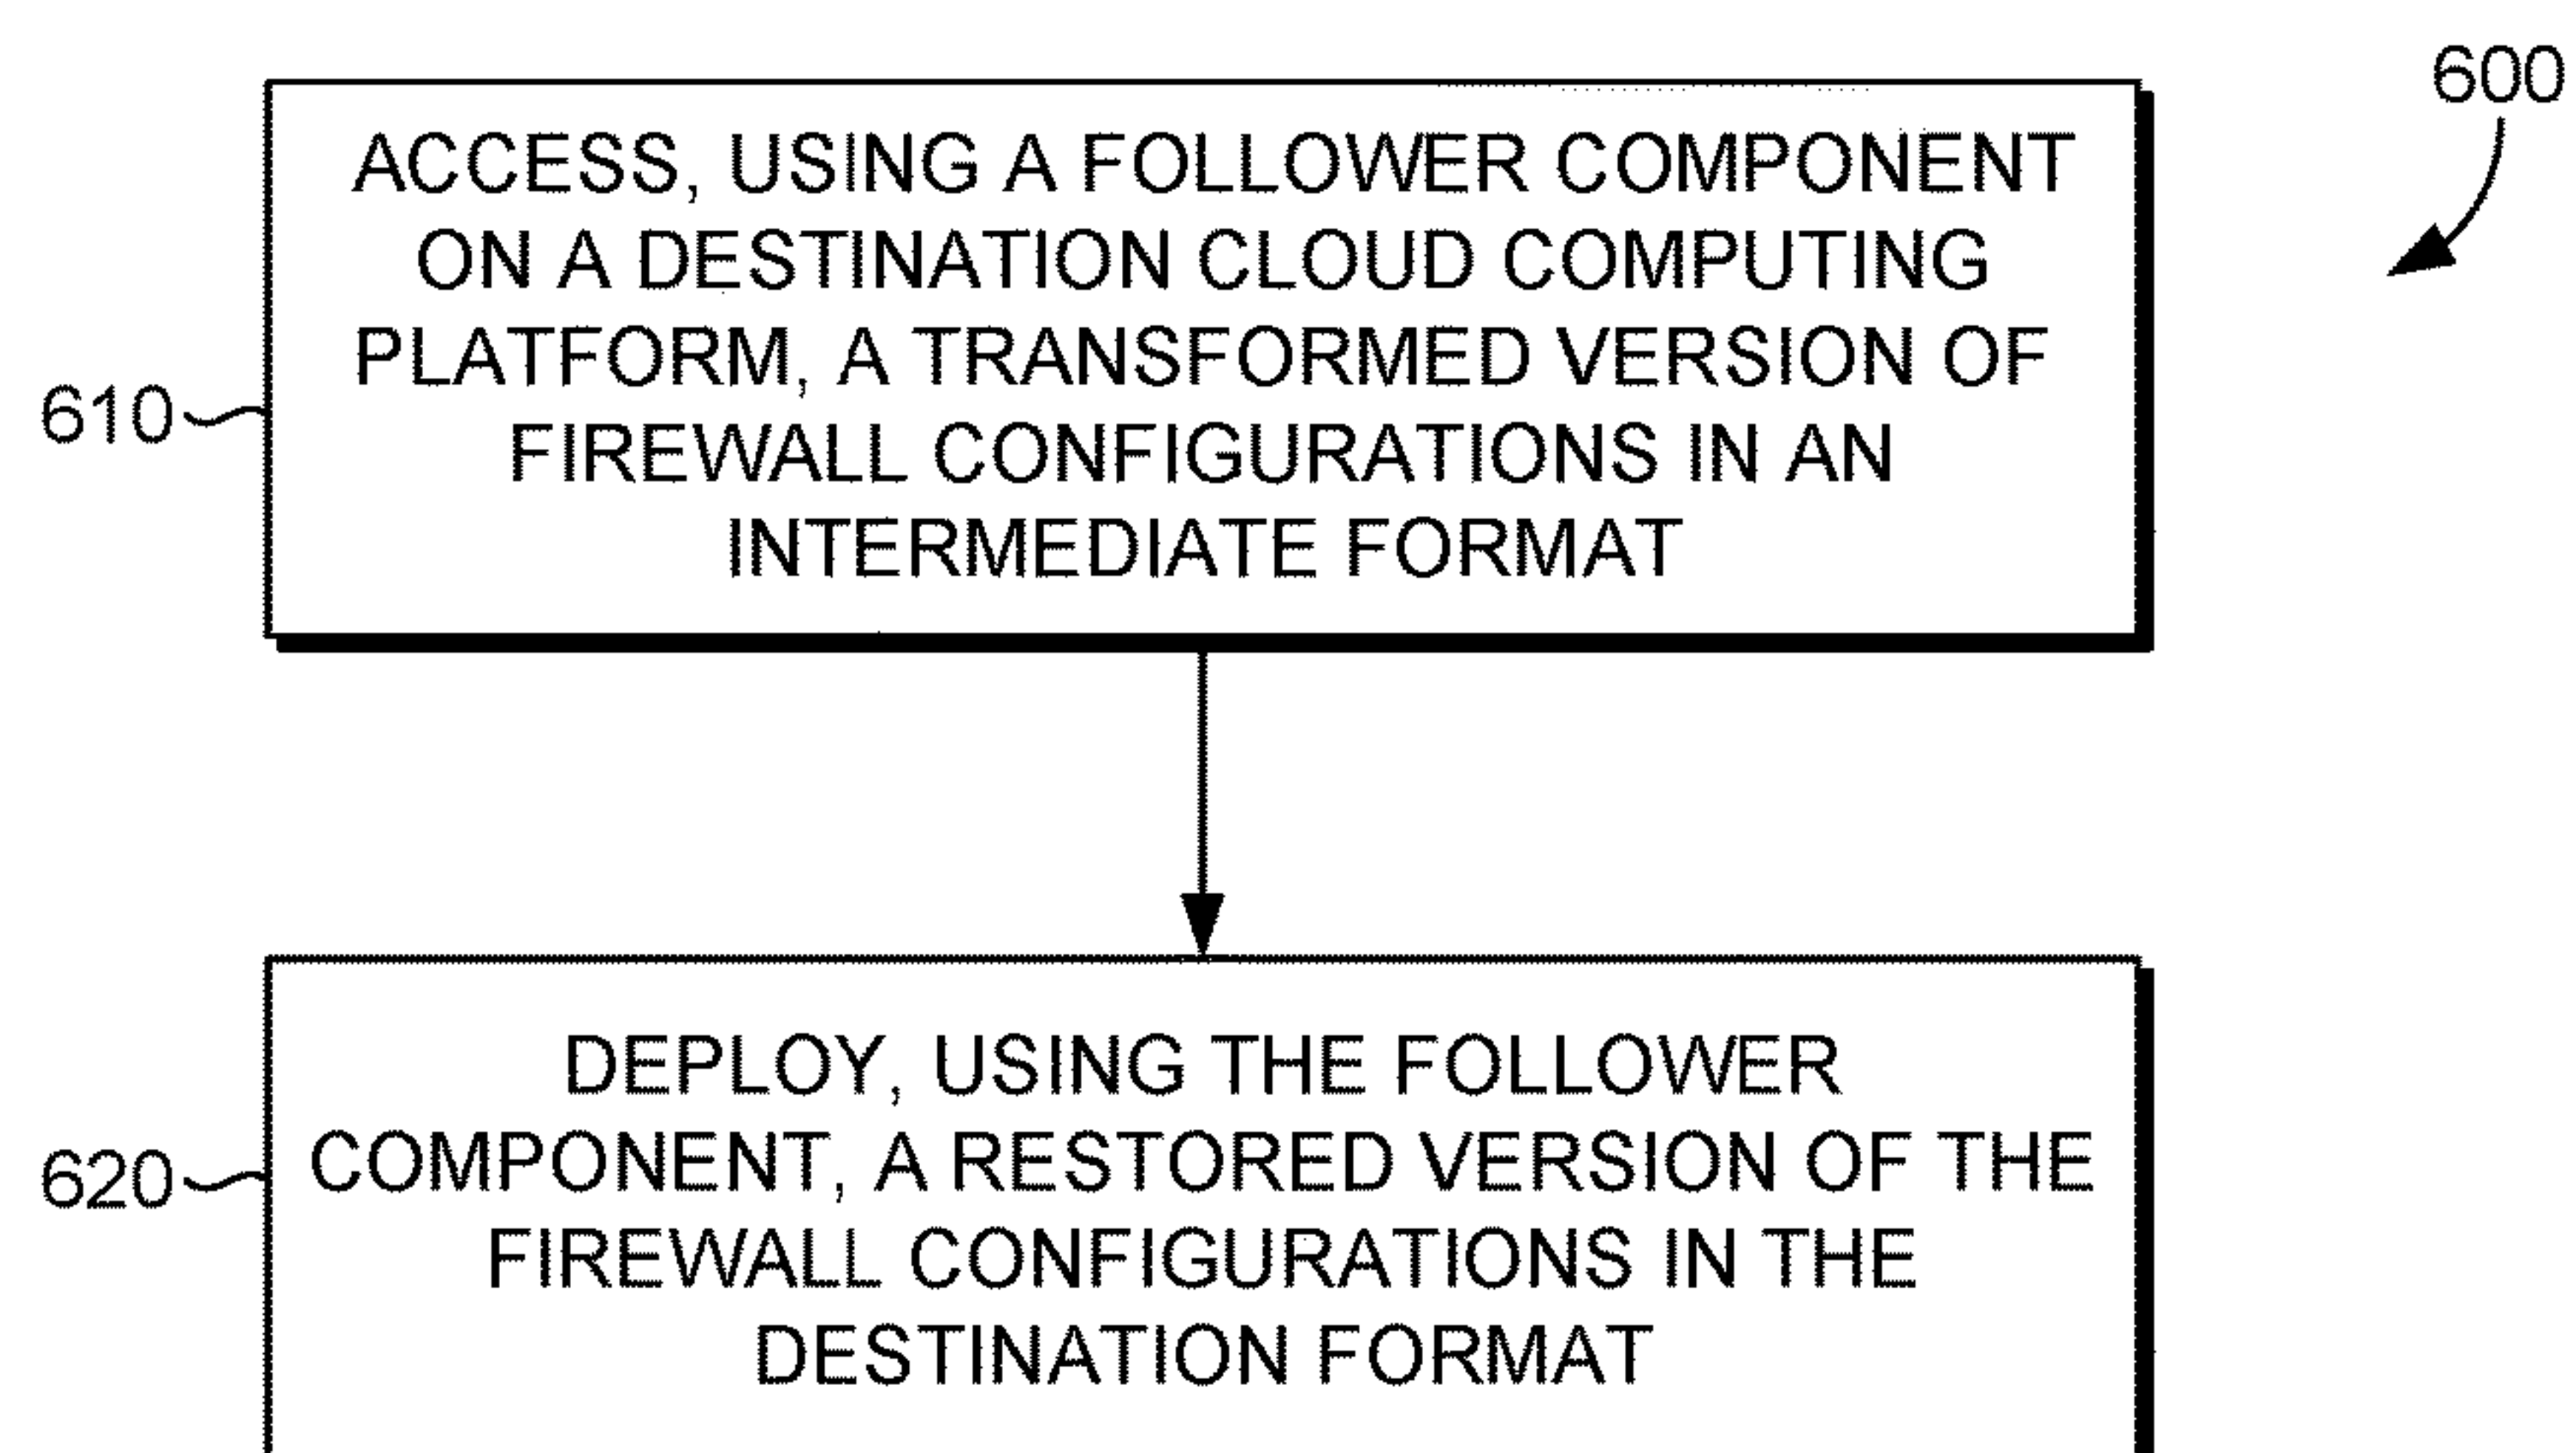 600
ACCESS, USING A FOLLOWER COMPONENT
ON A DESTINATION CLOUD COMPUTING
PLATFORM, A TRANSFORMED VERSION OF
FIREWALL CONFIGURATIONS IN AN
INTERMEDIATE FORMAT
610
DEPLOY, USING THE FOLLOWER
COMPONENT, A RESTORED VERSION OF THE
FIREWALL CONFIGURATIONS IN THE
DESTINATION FORMAT
620